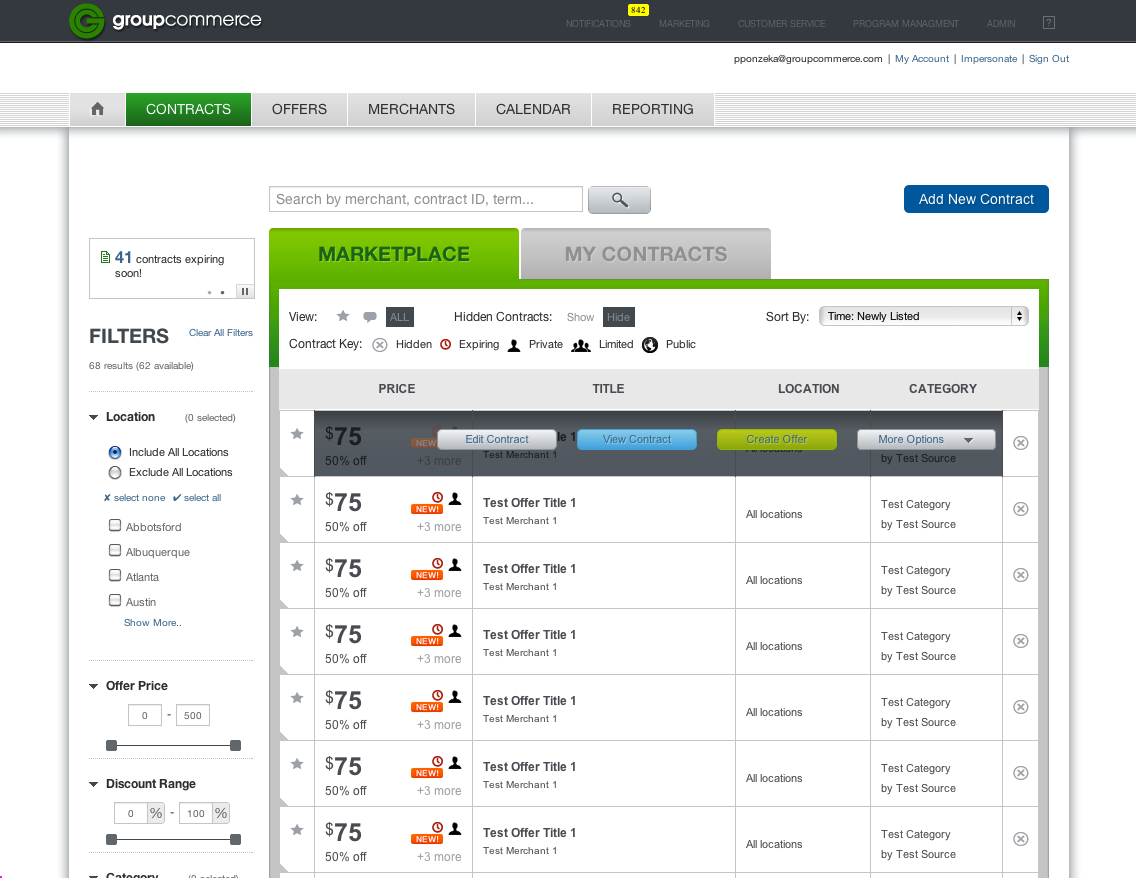 groupcommerce
NOTIFICATIONS 842 MARKETING CUSTOMER SERVICE PROGRAM MANAGMENT ADMIN ?
pponzeka@groupcommerce.com | My Account | Impersonate | Sign Out
CONTRACTS OFFERS MERCHANTS CALENDAR REPORTING
Search by merchant, contract ID, term...
Add New Contract
41 contracts expiring
soon!
FILTERS Clear All Filters
68 results (62 available)
Location (0 selected)
Include All Locations
Exclude All Locations
✘ select none ✔ select all
Abbotsford
Albuquerque
Atlanta
Austin
Show More..
Offer Price
0 - 500
Discount Range
0 % - 100 %
Category (0 selected)
MARKETPLACE MY CONTRACTS
View: ALL Hidden Contracts: Show Hide Sort By: Time: Newly Listed
Contract Key: Hidden Expiring Private Limited Public
PRICE TITLE LOCATION CATEGORY
$75 NEW! le 1
Edit Contract View Contract Create Offer More Options
50% off Test Merchant 1 All locations by Test Source
$75 NEW! Test Offer Title 1 Test Category
50% off +3 more Test Merchant 1 All locations by Test Source
$75 NEW! Test Offer Title 1 Test Category
50% off +3 more Test Merchant 1 All locations by Test Source
$75 NEW! Test Offer Title 1 Test Category
50% off +3 more Test Merchant 1 All locations by Test Source
$75 NEW! Test Offer Title 1 Test Category
50% off +3 more Test Merchant 1 All locations by Test Source
$75 NEW! Test Offer Title 1 Test Category
50% off +3 more Test Merchant 1 All locations by Test Source
$75 NEW! Test Offer Title 1 Test Category
50% off +3 more Test Merchant 1 All locations by Test Source